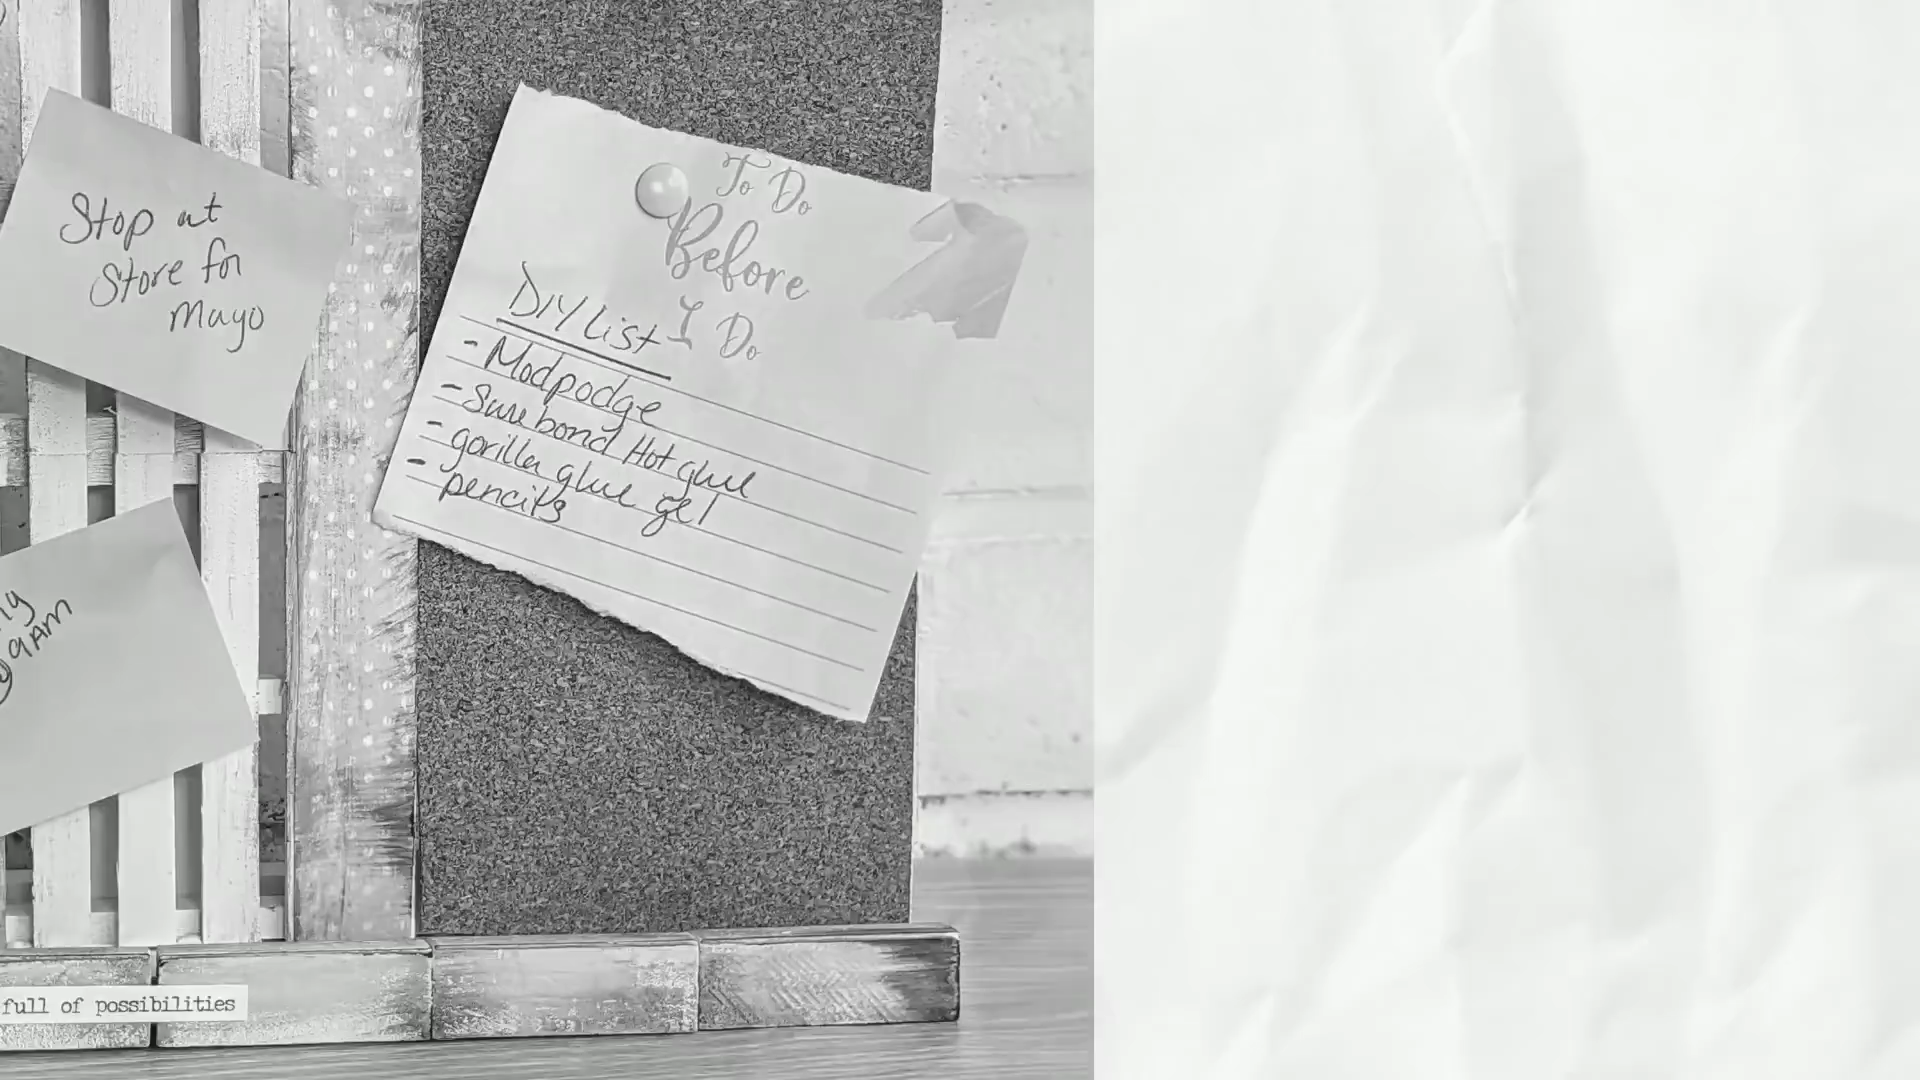 Stop at
Store for
Mayo
To Do
Before
I Do
DIY List
- Modpodge
- Surebond Hot glue
- gorilla glue gel
- pencils
@9AM
full of possibilities